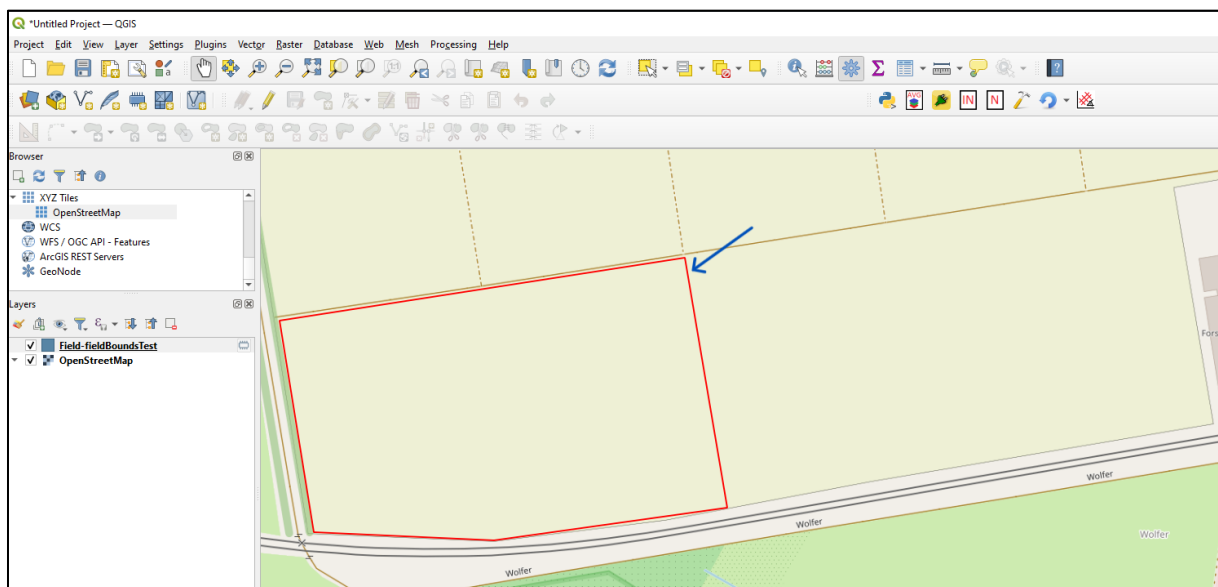 *Untitled Project — QGIS
Project Edit View Layer Settings Plugins Vector Raster Database Web Mesh Processing Help
AVG
IN
N
Browser
XYZ Tiles
OpenStreetMap
WCS
WFS / OGC API - Features
ArcGIS REST Servers
GeoNode
Layers
Field-fieldBoundsTest
OpenStreetMap
Fors
Wolfer
Wolfer
Wolfer
Wolfer